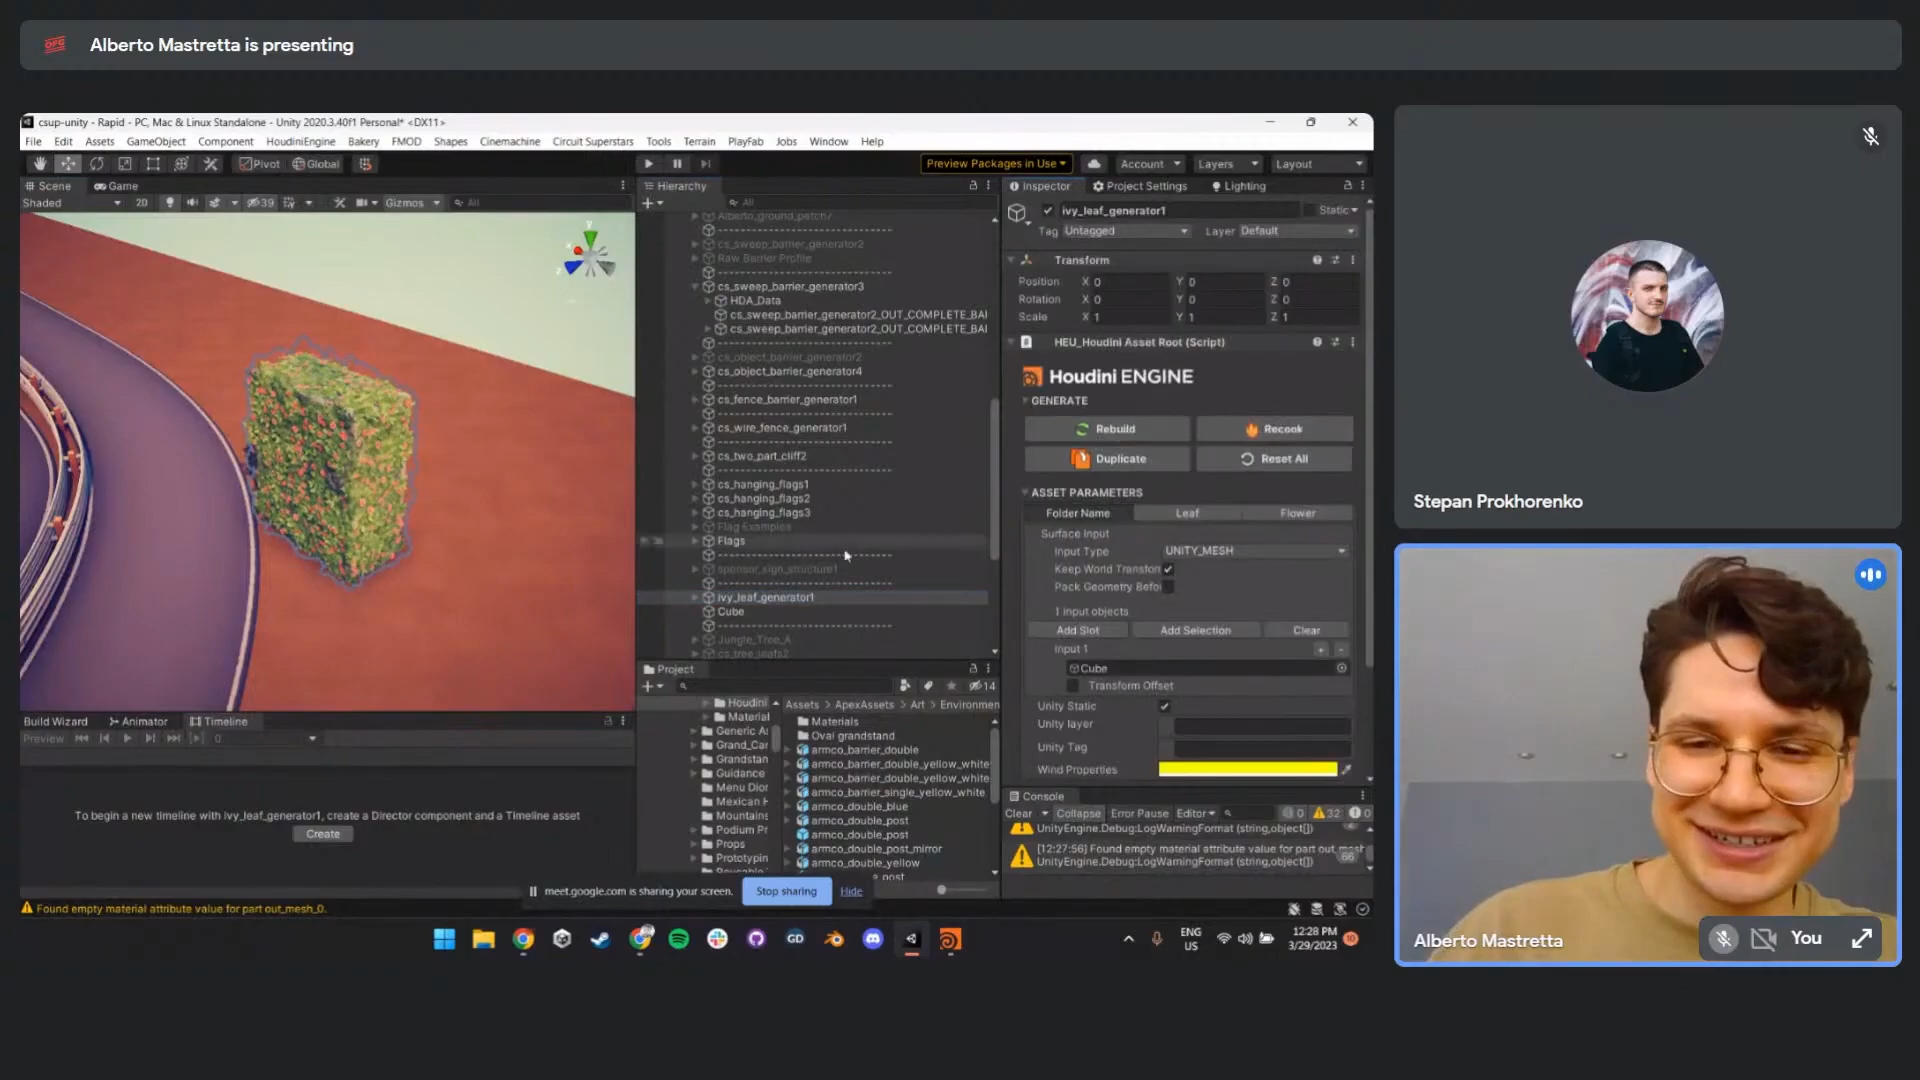 Alberto Mastretta is presenting
csup-unity - Rapid - PC, Mac & Linux Standalone - Unity 2020.3.40f1 Personal* <DX11>
File Edit Assets GameObject Component HoudiniEngine Bakery FMOD Shapes Cinemachine Circuit Superstars Tools Terrain PlayFab Jobs Window Help
Pivot Global
Preview Packages in Use
Account
Layers
Layout
Scene
Game
Shaded
2D
39
Gizmos
All
Hierarchy
All
Alberto_ground_patch7
-------------------------------
cs_sweep_barrier_generator2
Raw Barrier Profile
-------------------------------
cs_sweep_barrier_generator3
HDA_Data
cs_sweep_barrier_generator2_OUT_COMPLETE_BAI
cs_sweep_barrier_generator2_OUT_COMPLETE_BAI
-------------------------------
cs_object_barrier_generator2
cs_object_barrier_generator4
-------------------------------
cs_fence_barrier_generator1
-------------------------------
cs_wire_fence_generator1
-------------------------------
cs_two_part_cliff2
-------------------------------
cs_hanging_flags1
cs_hanging_flags2
cs_hanging_flags3
Flag Examples
Flags
-------------------------------
sponsor_sign_structure1
-------------------------------
ivy_leaf_generator1
Cube
-------------------------------
Jungle_Tree_A
cs_tree_leafs2
Inspector
Project Settings
Lighting
ivy_leaf_generator1
Static
Tag Untagged
Layer Default
Transform
Position X 0 Y 0 Z 0
Rotation X 0 Y 0 Z 0
Scale X 1 Y 1 Z 1
HEU_Houdini Asset Root (Script)
Houdini ENGINE
GENERATE
Rebuild
Recook
Duplicate
Reset All
ASSET PARAMETERS
Folder Name Leaf Flower
Surface Input
Input Type UNITY_MESH
Keep World Transforn
Pack Geometry Befo
1 input objects
Add Slot Add Selection Clear
Input 1 + -
Cube
Transform Offset
Unity Static
Unity layer
Unity Tag
Wind Properties
Project
14
Houdini
Material
Generic A
Grand_Car
Grandstan
Guidance
Menu Dior
Mexican H
Mountains
Podium Pr
Props
Prototypin
Assets > ApexAssets > Art > Environmen
Materials
Oval grandstand
armco_barrier_double
armco_barrier_double_yellow_white
armco_barrier_double_yellow_white
armco_barrier_single_yellow_white
armco_double_blue
armco_double_post
armco_double_post
armco_double_post_mirror
armco_double_yellow
Build Wizard
Animator
Timeline
Preview
0
To begin a new timeline with ivy_leaf_generator1, create a Director component and a Timeline asset
Create
Console
Clear Collapse Error Pause Editor
0 32 0
UnityEngine.Debug:LogWarningFormat (string,object[])
[12:27:56] Found empty material attribute value for part out_mesh
UnityEngine.Debug:LogWarningFormat (string,object[])
66
meet.google.com is sharing your screen.
Stop sharing
Hide
Found empty material attribute value for part out_mesh_0.
GD
ENG
US
12:28 PM
3/29/2023
10
Stepan Prokhorenko
Alberto Mastretta
You